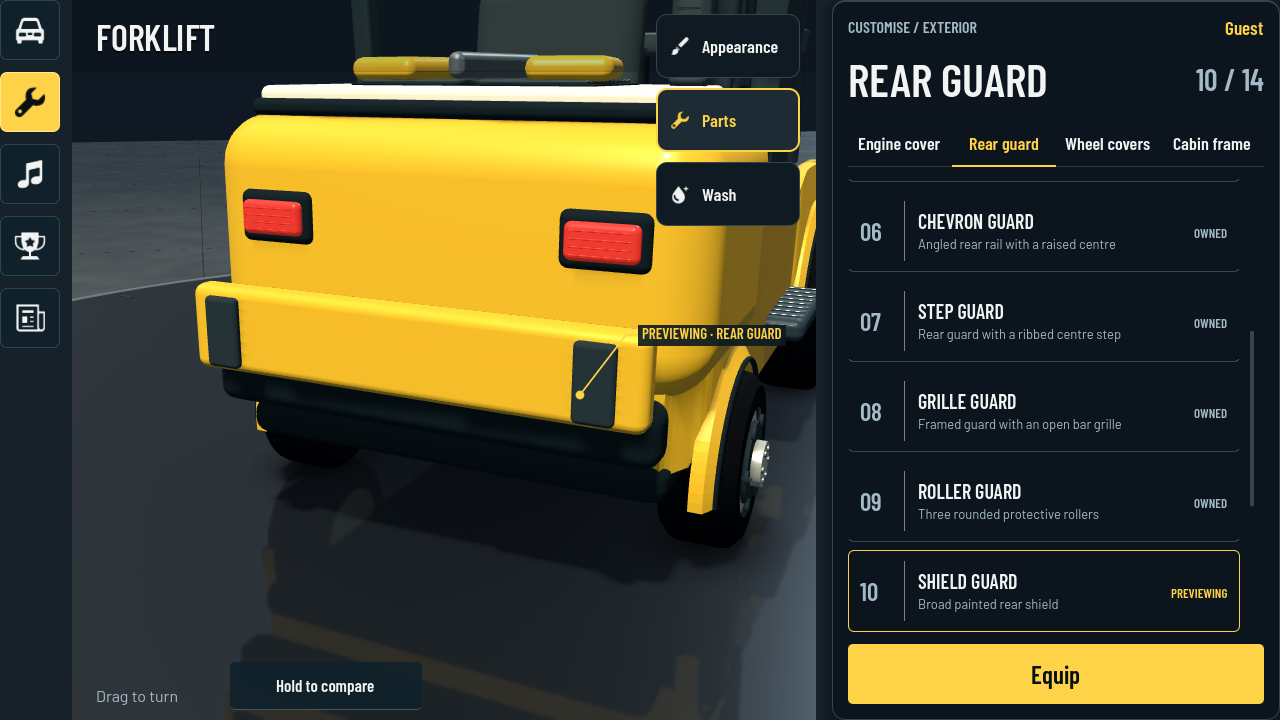 FORKLIFT
Appearance
Parts
Wash
PREVIEWING · REAR GUARD
Drag to turn
Hold to compare
CUSTOMISE / EXTERIOR
Guest
REAR GUARD
10 / 14
Engine cover
Rear guard
Wheel covers
Cabin frame
06
CHEVRON GUARD
Angled rear rail with a raised centre
OWNED
07
STEP GUARD
Rear guard with a ribbed centre step
OWNED
08
GRILLE GUARD
Framed guard with an open bar grille
OWNED
09
ROLLER GUARD
Three rounded protective rollers
OWNED
10
SHIELD GUARD
Broad painted rear shield
PREVIEWING
Equip